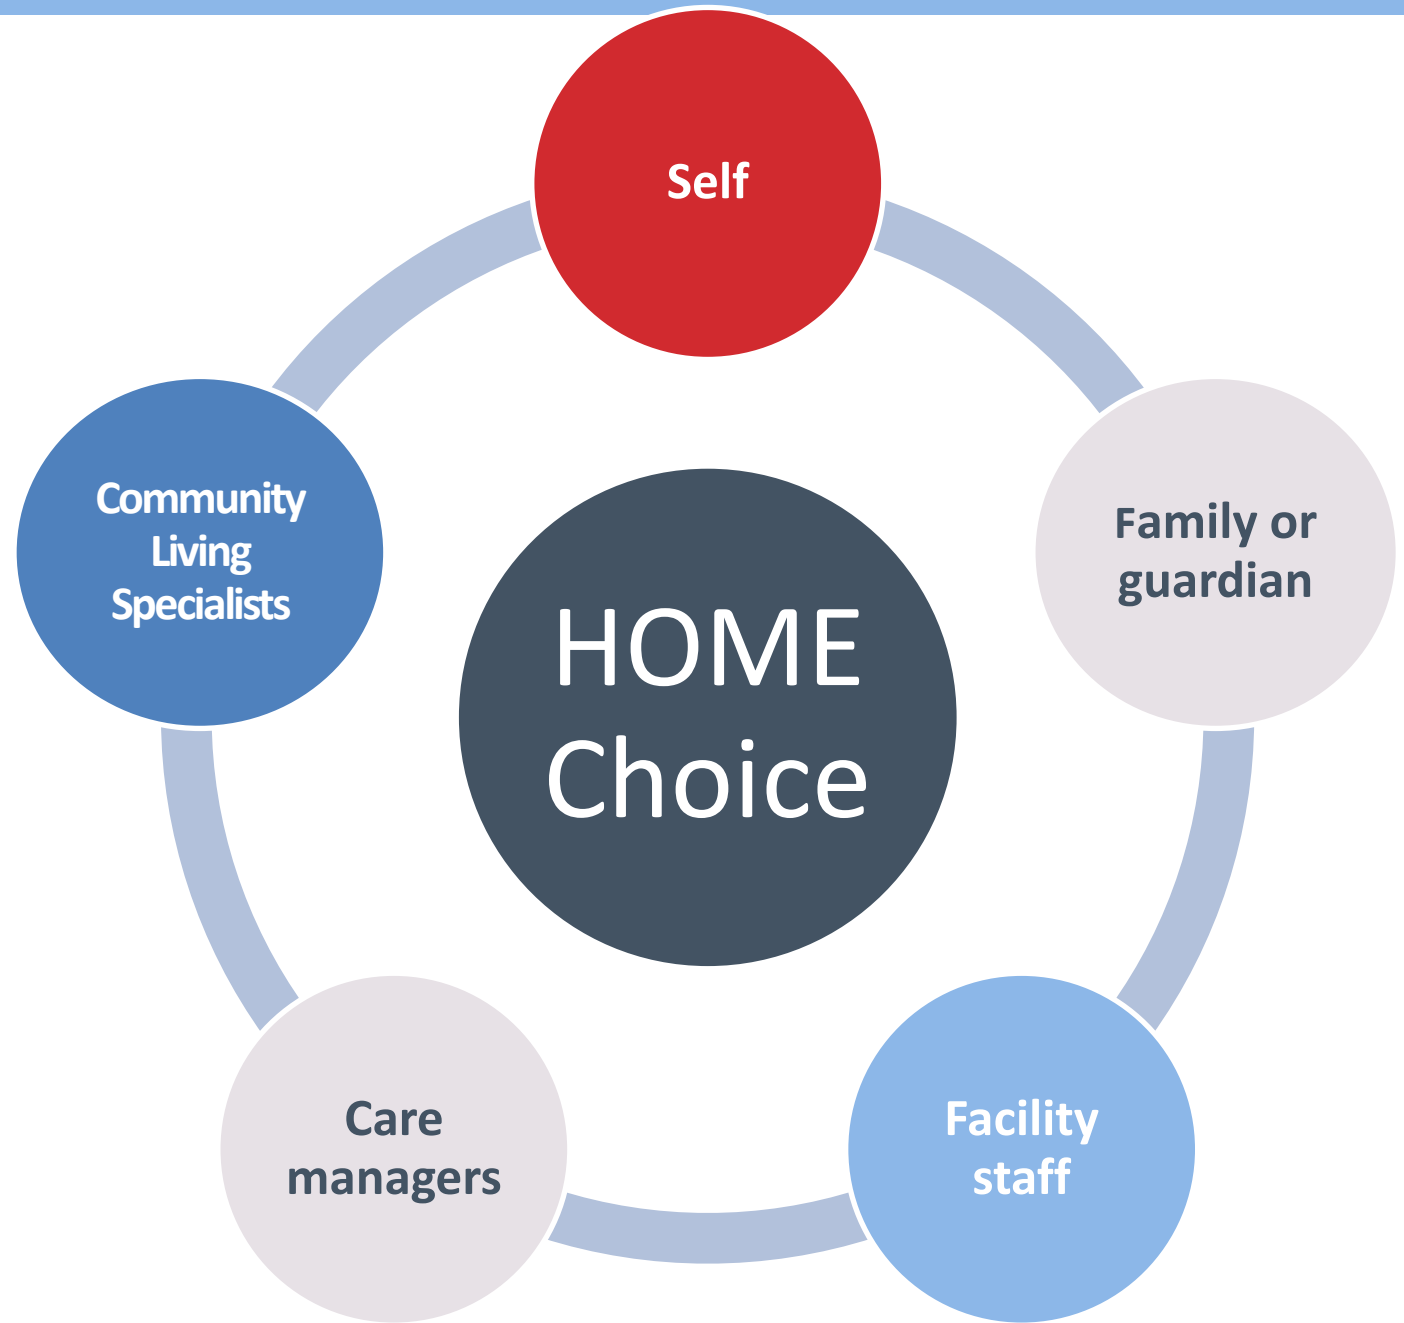 Self
Family or
guardian
Facility
staff
Care
managers
Community
Living
Specialists
HOME
Choice